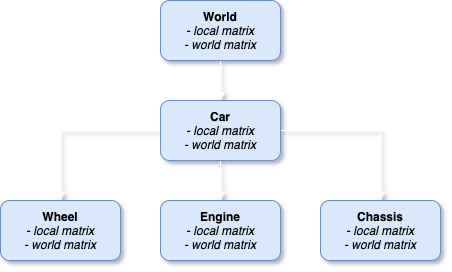 World
- local matrix
- world matrix
Car
- local matrix
- world matrix
Wheel
- local matrix
- world matrix
Engine
- local matrix
- world matrix
Chassis
- local matrix
- world matrix